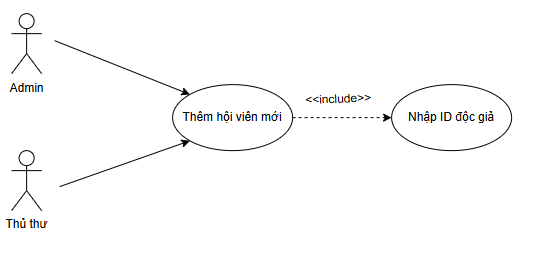 Admin
Thêm hội viên mới
<<include>>
Nhập ID độc giả
Thủ thư